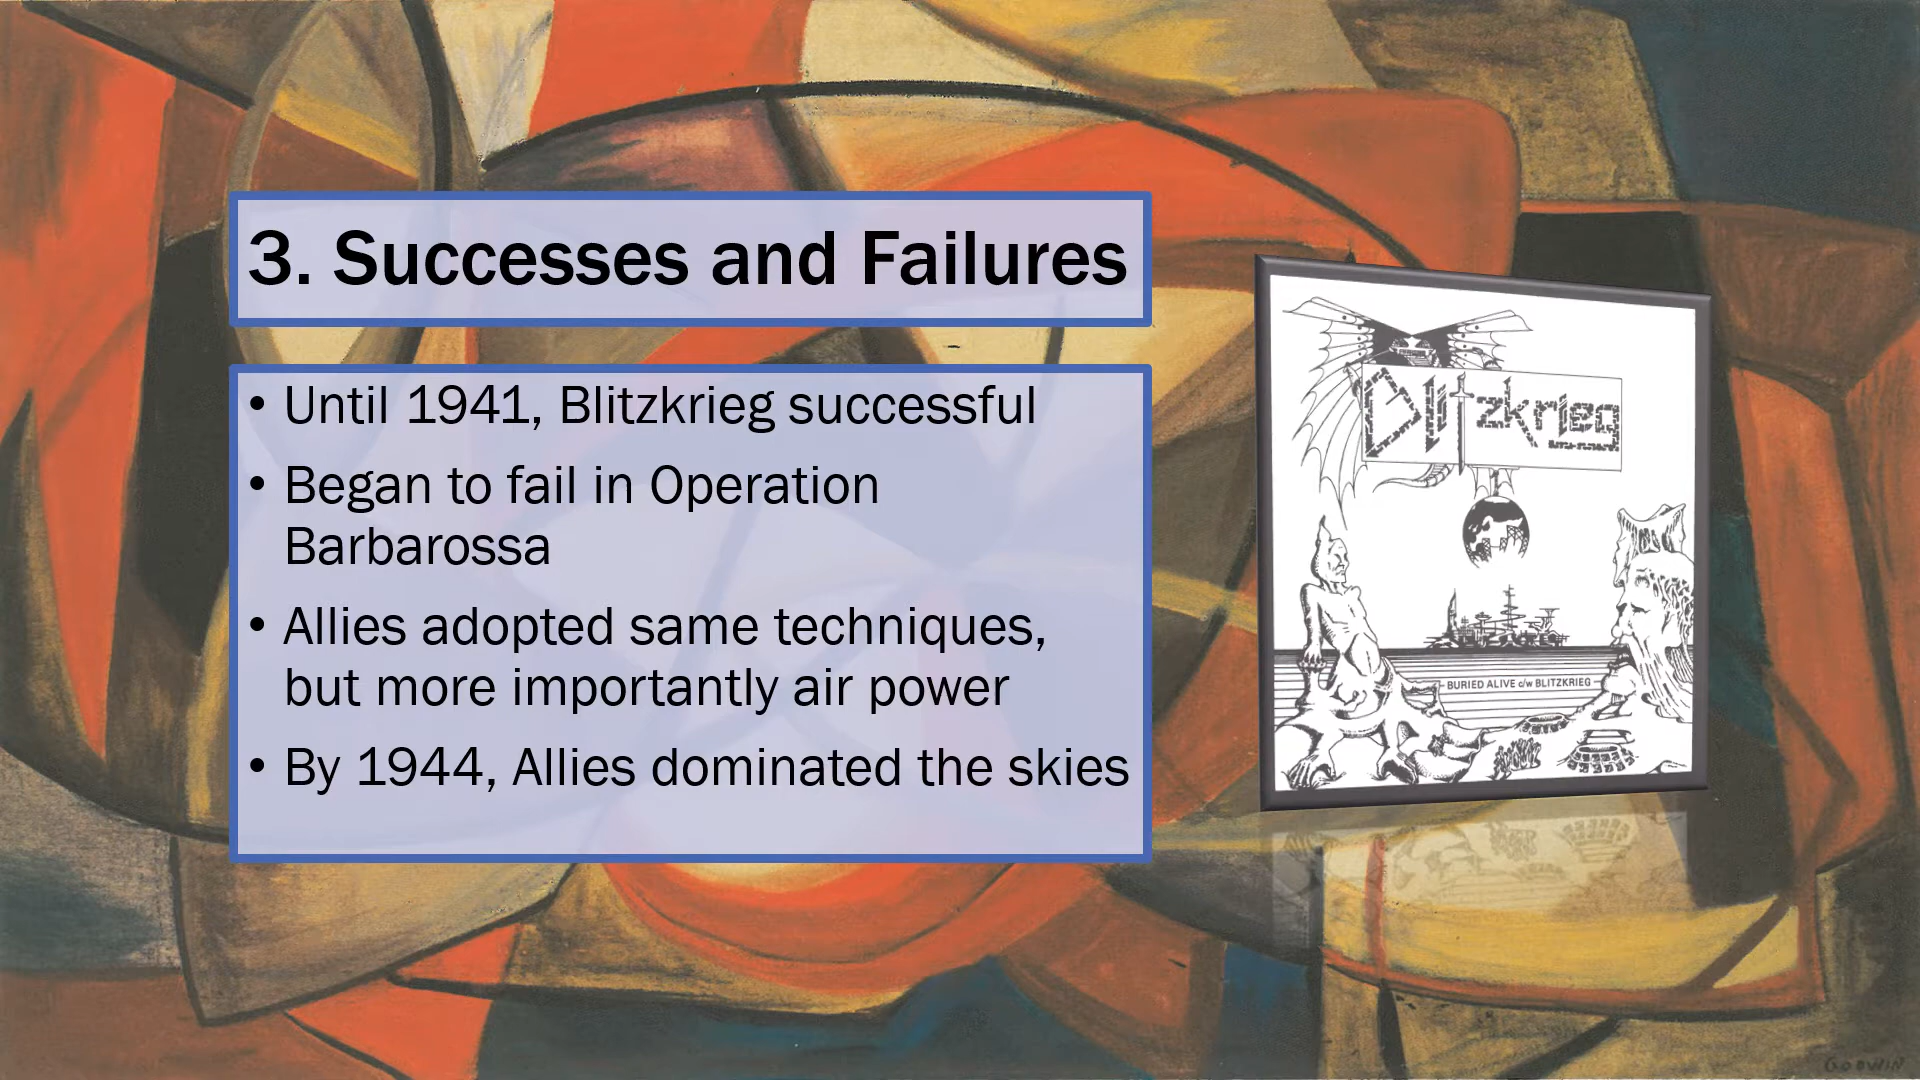 3. Successes and Failures
• Until 1941, Blitzkrieg successful
• Began to fail in Operation
Barbarossa
• Allies adopted same techniques,
but more importantly air power
• By 1944, Allies dominated the skies
Blitzkrieg
BURIED ALIVE c/w BLITZKRIEG
GODWIN